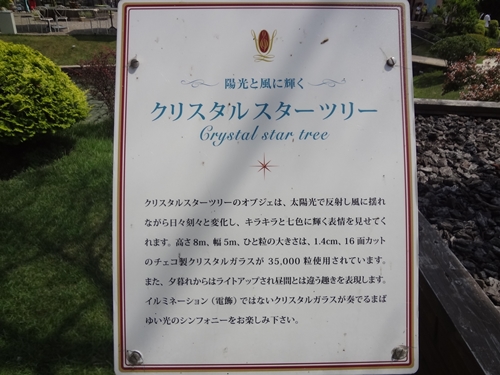 陽光と風に輝く
クリスタルスターツリー
Crystal star tree
クリスタルスターツリーのオブジェは、太陽光で反射し風に揺れ
ながら日々刻々と変化し、キラキラと七色に輝く表情を見せてく
れます。高さ8m、幅5m、ひと粒の大きさは、1.4cm、16面カット
のチェコ製クリスタルガラスが35,000粒使用されています。
また、夕暮れからはライトアップされ昼間とは違う趣きを表現します。
イルミネーション(電飾)ではないクリスタルガラスが奏でるまば
ゆい光のシンフォニーをお楽しみ下さい。